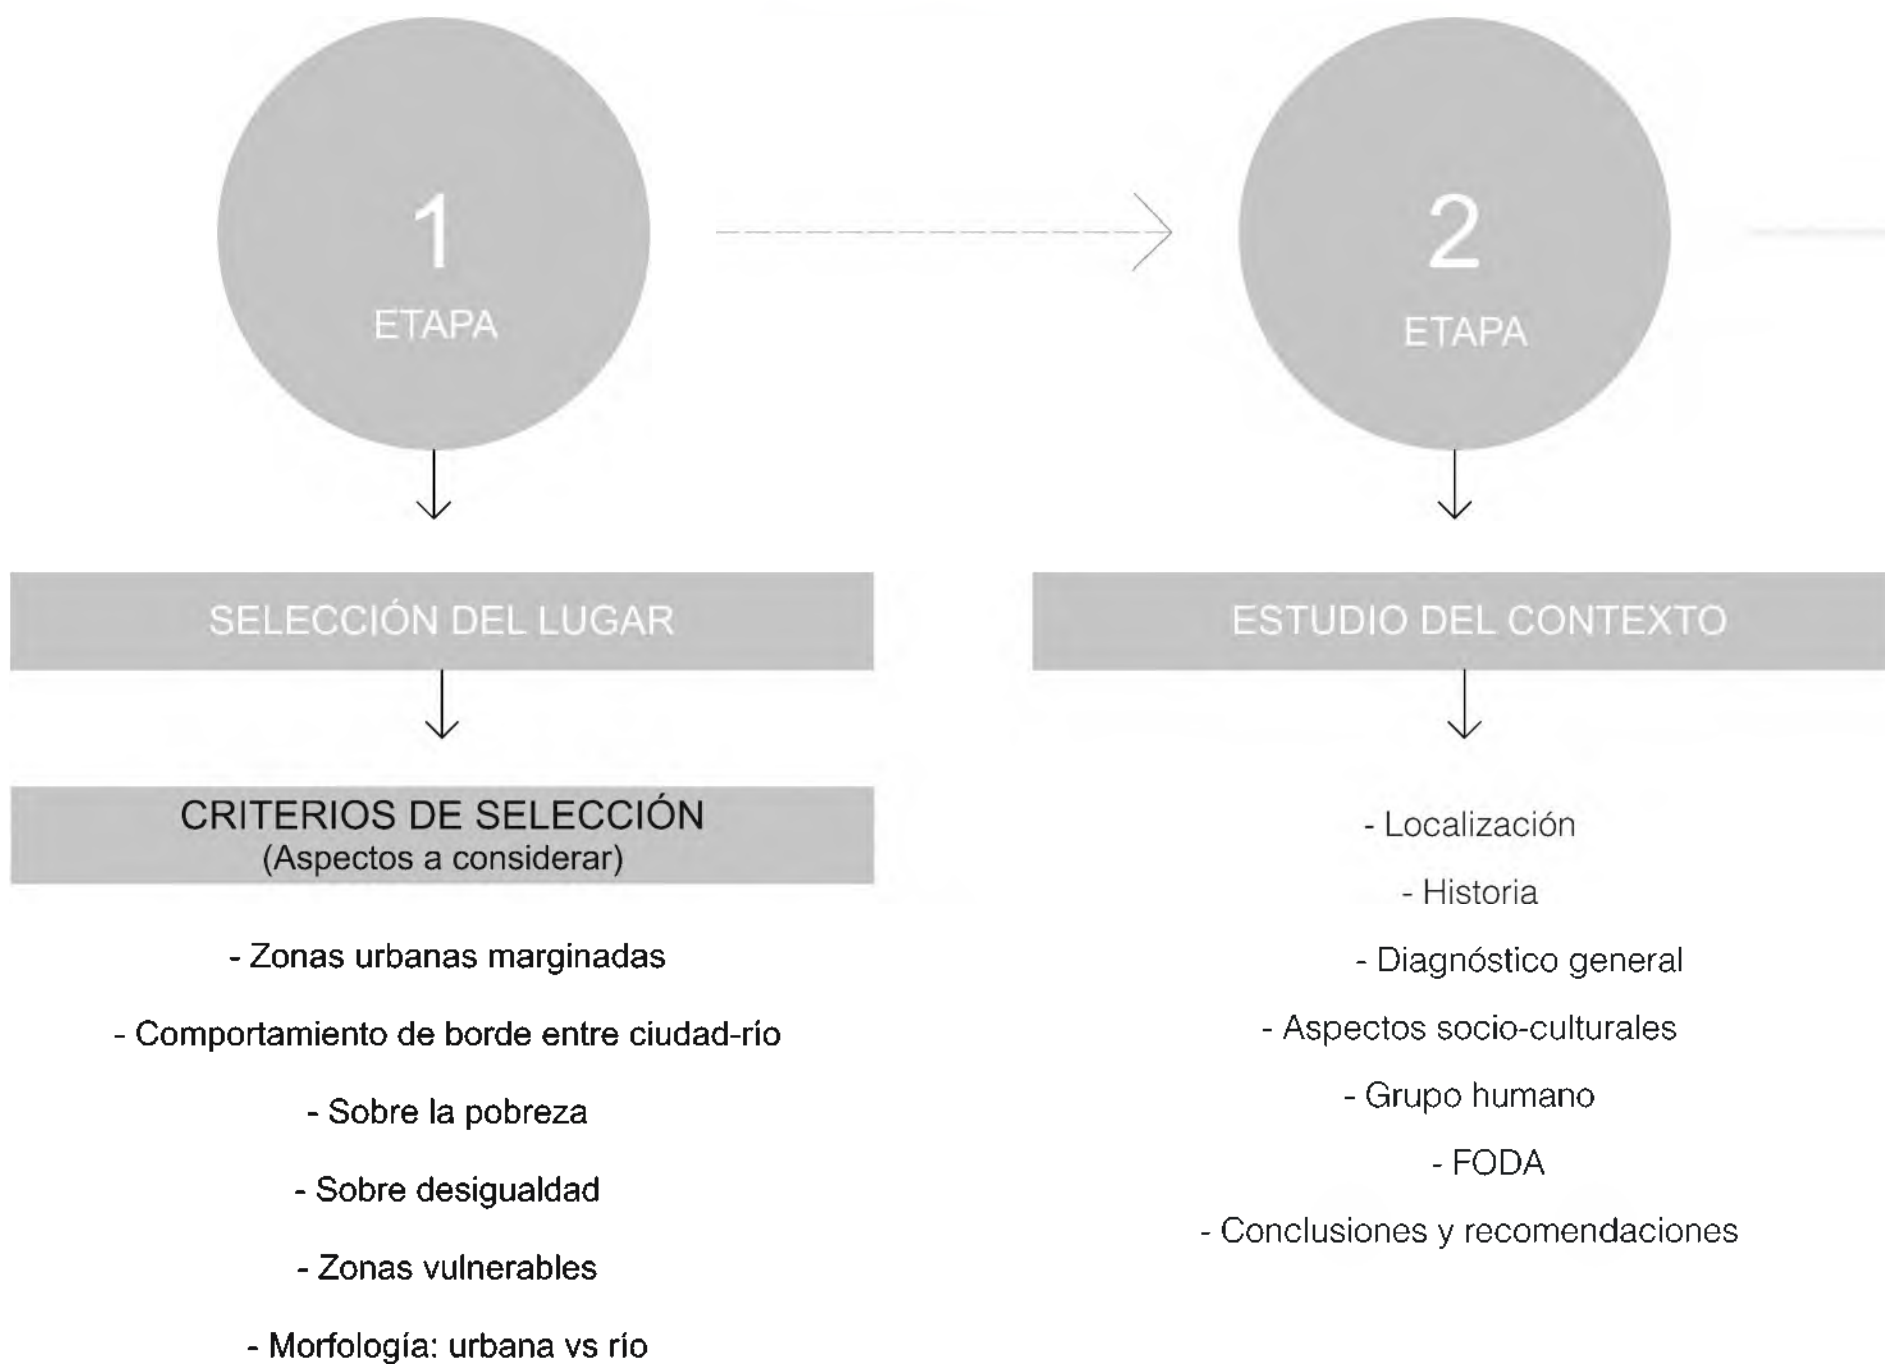 1
ETAPA
SELECCIÓN DEL LUGAR
CRITERIOS DE SELECCIÓN
(Aspectos a considerar)
- Zonas urbanas marginadas
- Comportamiento de borde entre ciudad-río
- Sobre la pobreza
- Sobre desigualdad
- Zonas vulnerables
- Morfología: urbana vs río
2
ETAPA
ESTUDIO DEL CONTEXTO
- Localización
- Historia
- Diagnóstico general
- Aspectos socio-culturales
- Grupo humano
- FODA
- Conclusiones y recomendaciones